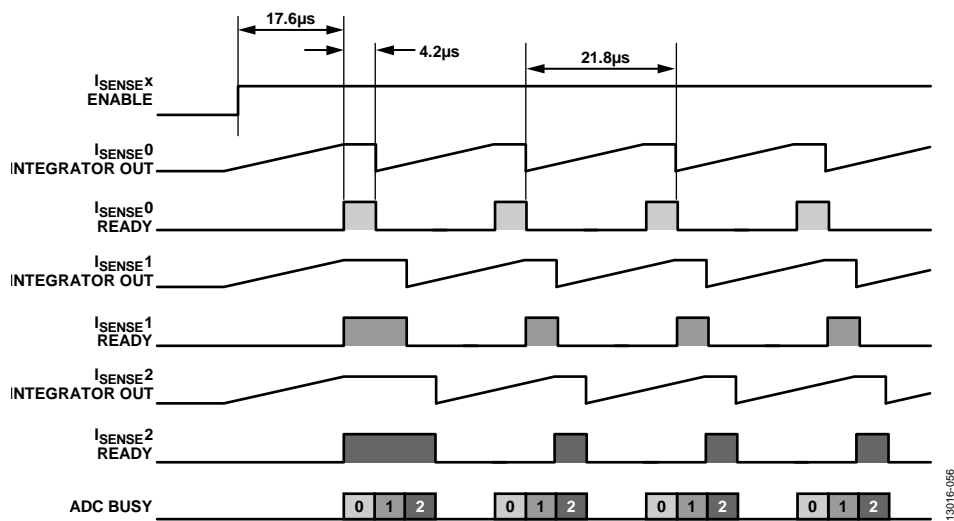 17.6µs
4.2µs
21.8µs
ISENSEX
ENABLE
ISENSE0
INTEGRATOR OUT
ISENSE0
READY
ISENSE1
INTEGRATOR OUT
ISENSE1
READY
ISENSE2
INTEGRATOR OUT
ISENSE2
READY
ADC BUSY
0 1 2 0 1 2 0 1 2 0 1 2
13016-056